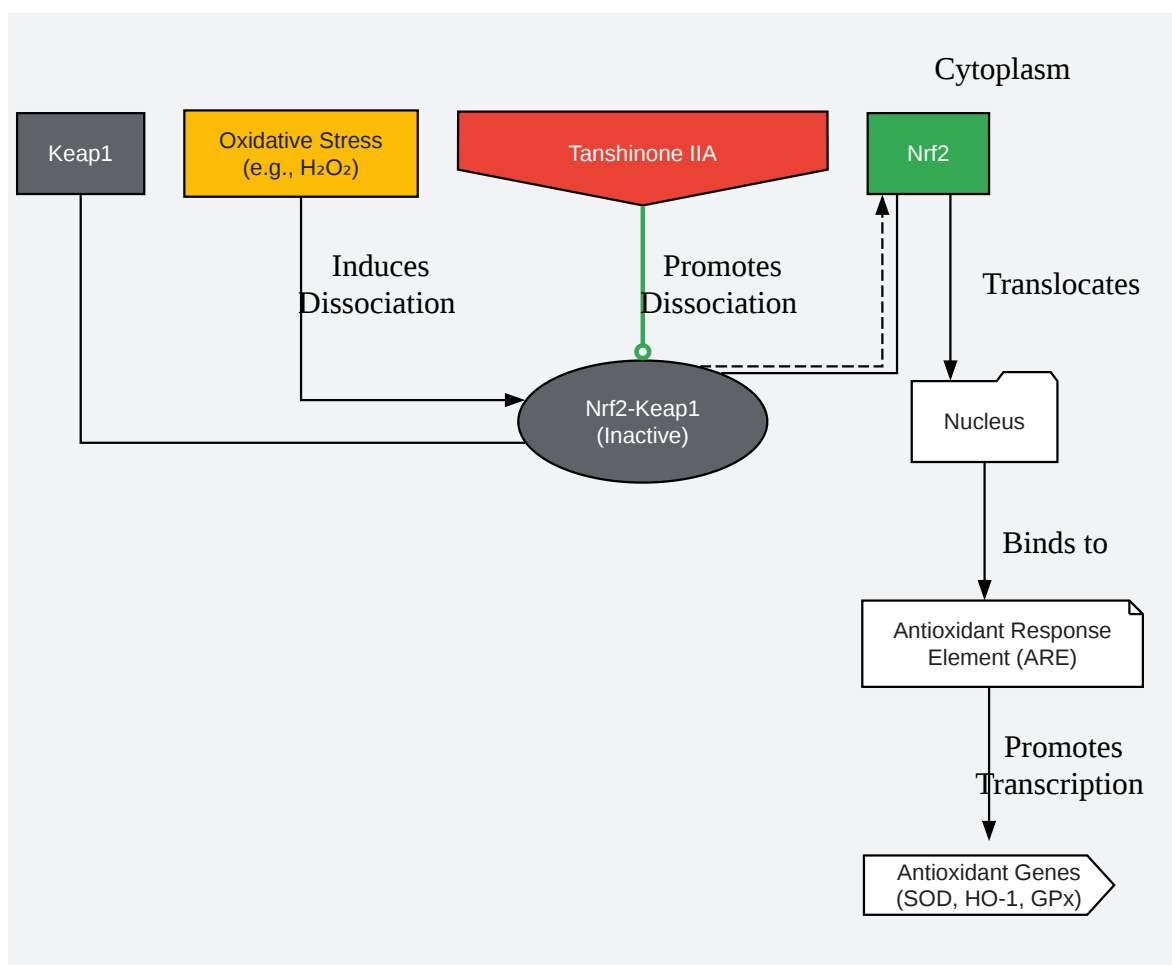 Cytoplasm
Keap1
Oxidative Stress
(e.g., H₂O₂)
Tanshinone IIA
Nrf2
Induces
Dissociation
Promotes
Dissociation
Translocates
Nrf2-Keap1
(Inactive)
Nucleus
Binds to
Antioxidant Response
Element (ARE)
Promotes
Transcription
Antioxidant Genes
(SOD, HO-1, GPx)